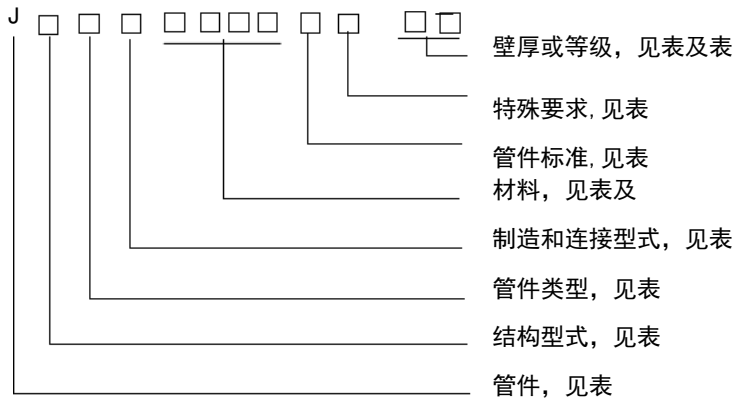 J
壁厚或等级，见表及表
特殊要求,见表
管件标准,见表
材料，见表及
制造和连接型式，见表
管件类型，见表
结构型式，见表
管件，见表